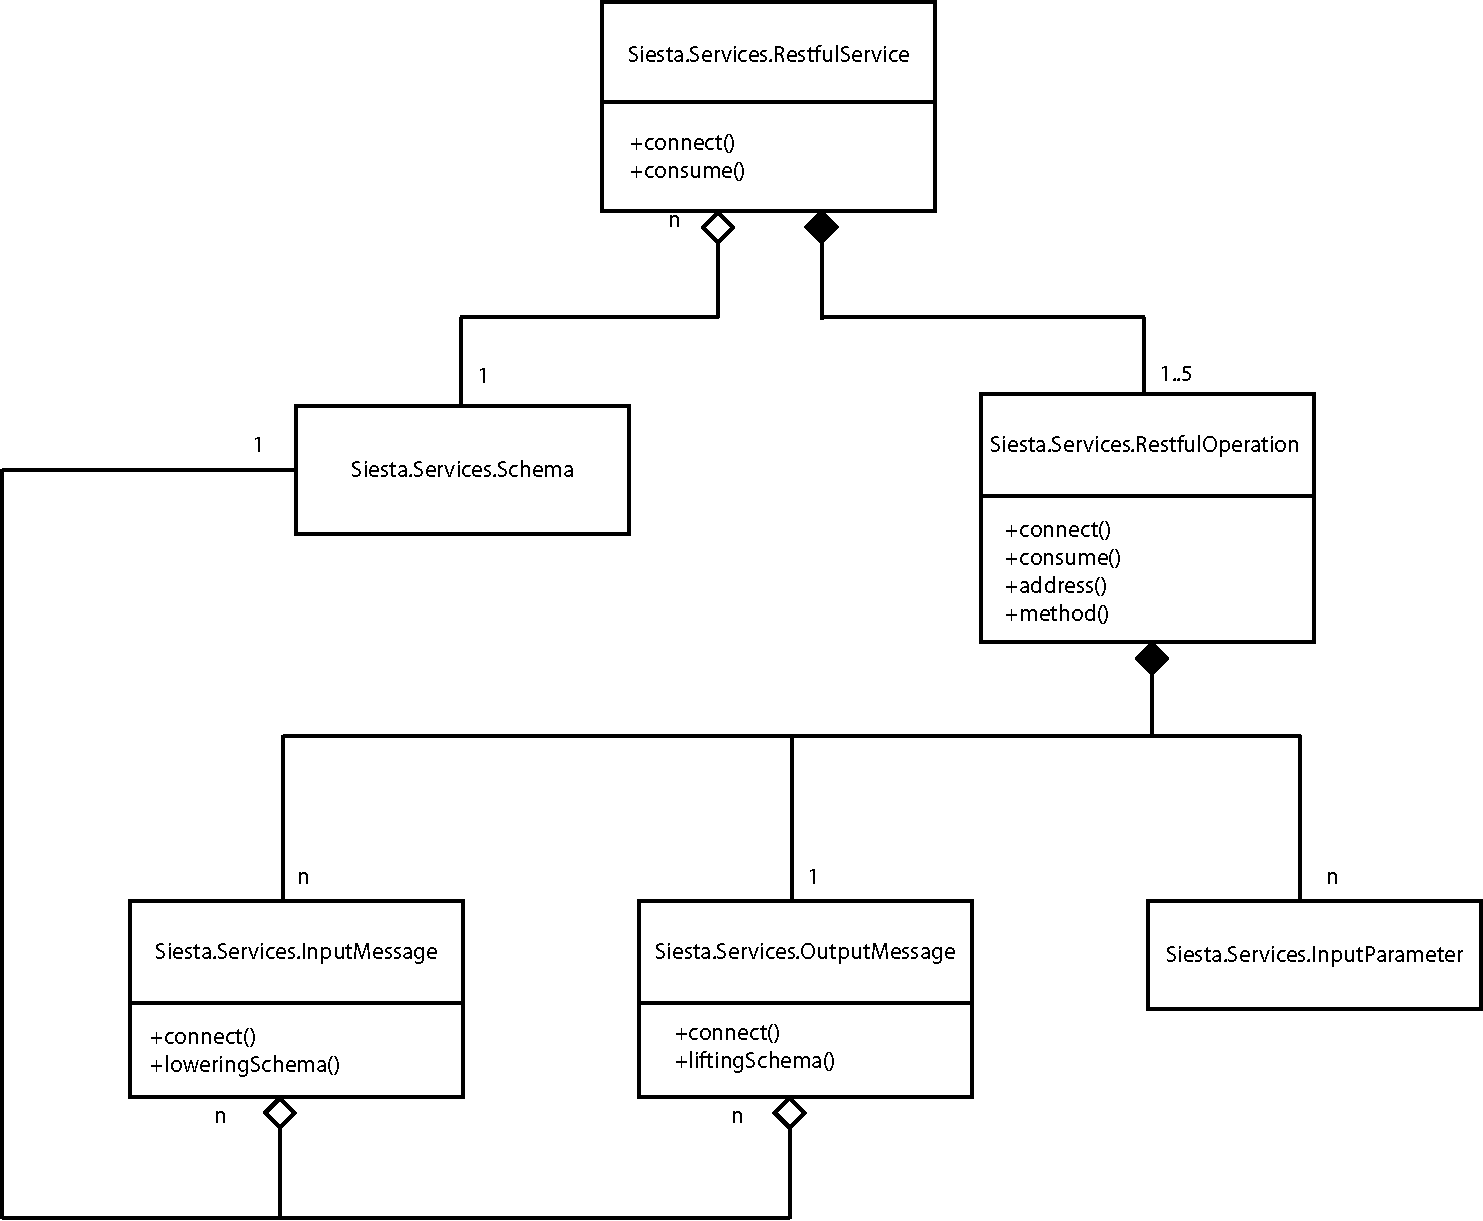 Siesta.Services.RestfulService
+connect()
+consume()
n
1
1..5
1
Siesta.Services.Schema
Siesta.Services.RestfulOperation
+connect()
+consume()
+address()
+method()
n
1
n
Siesta.Services.InputMessage
+connect()
+loweringSchema()
Siesta.Services.OutputMessage
+connect()
+liftingSchema()
Siesta.Services.InputParameter
n
n